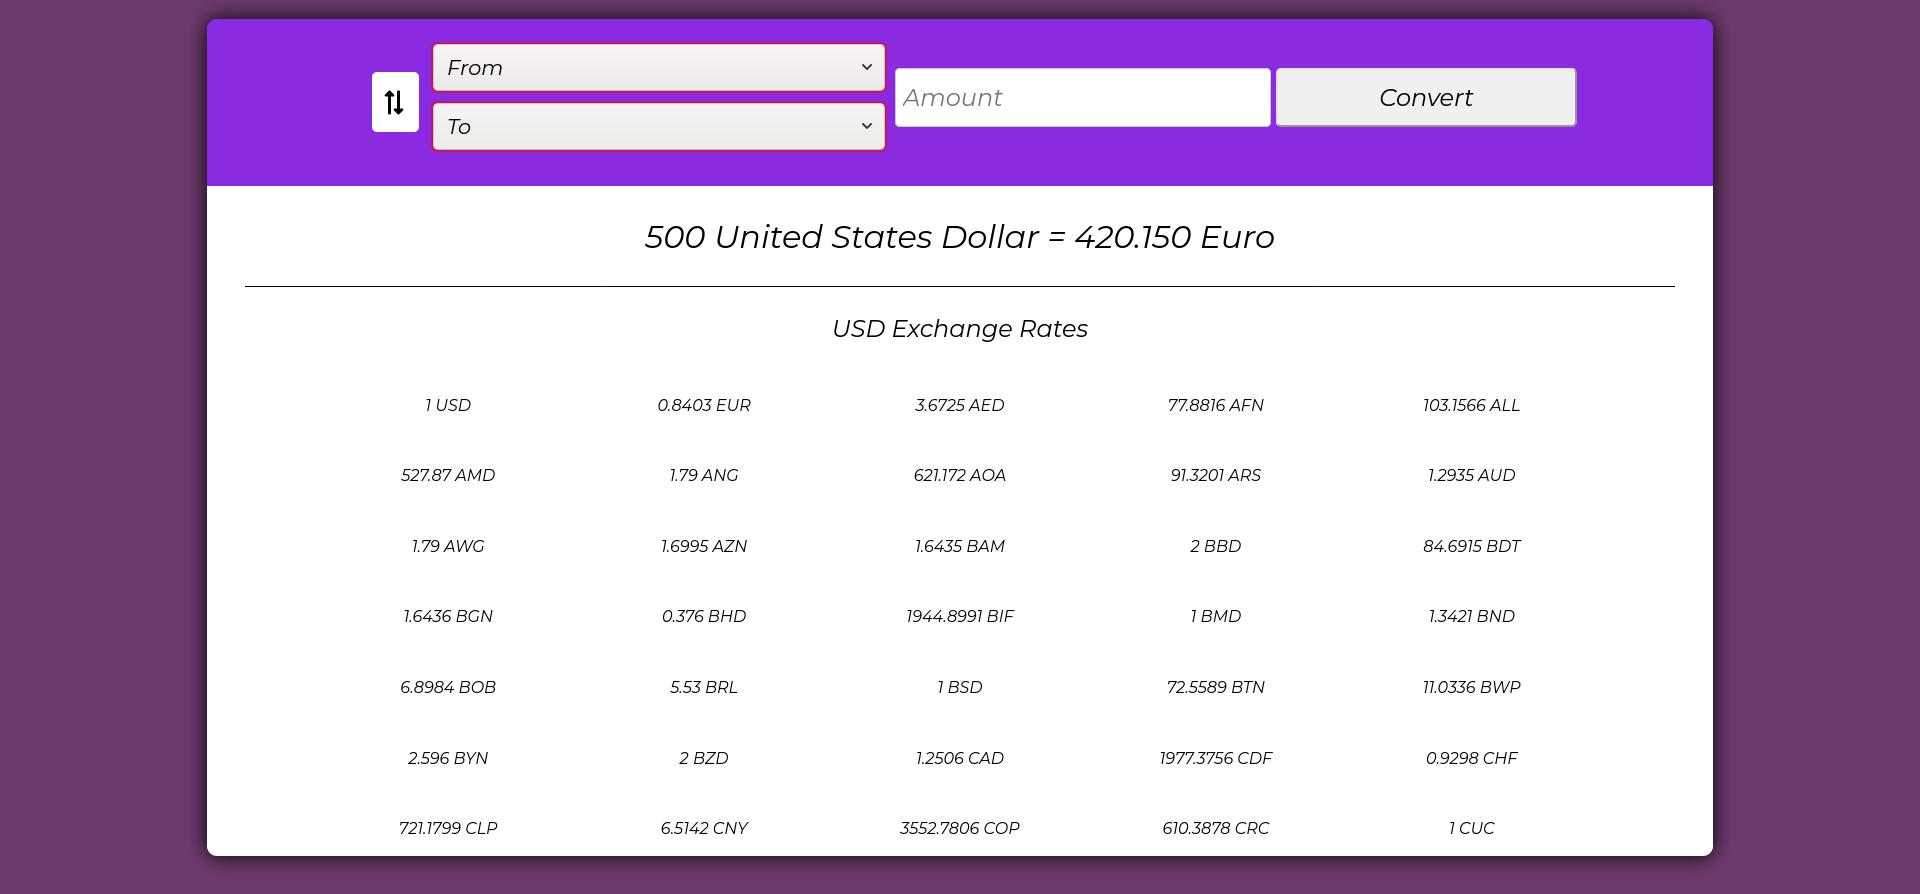 From
To
Amount
Convert
500 United States Dollar = 420.150 Euro
USD Exchange Rates
1 USD 0.8403 EUR 3.6725 AED 77.8816 AFN 103.1566 ALL
527.87 AMD 1.79 ANG 621.172 AOA 91.3201 ARS 1.2935 AUD
1.79 AWG 1.6995 AZN 1.6435 BAM 2 BBD 84.6915 BDT
1.6436 BGN 0.376 BHD 1944.8991 BIF 1 BMD 1.3421 BND
6.8984 BOB 5.53 BRL 1 BSD 72.5589 BTN 11.0336 BWP
2.596 BYN 2 BZD 1.2506 CAD 1977.3756 CDF 0.9298 CHF
721.1799 CLP 6.5142 CNY 3552.7806 COP 610.3878 CRC 1 CUC